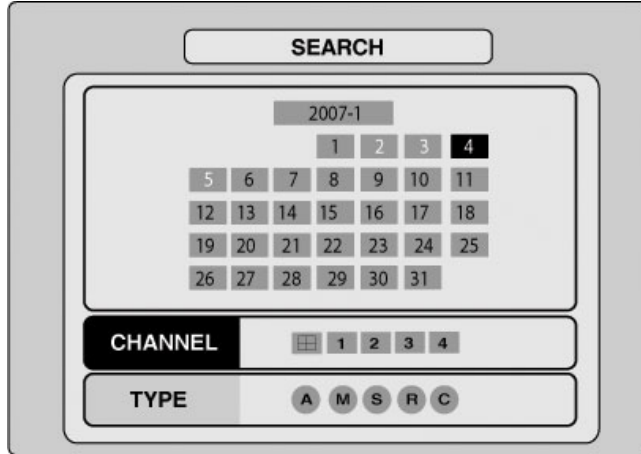 SEARCH
2007-1
1 2 3 4
5 6 7 8 9 10 11
12 13 14 15 16 17 18
19 20 21 22 23 24 25
26 27 28 29 30 31
CHANNEL 1 2 3 4
TYPE A M S R C